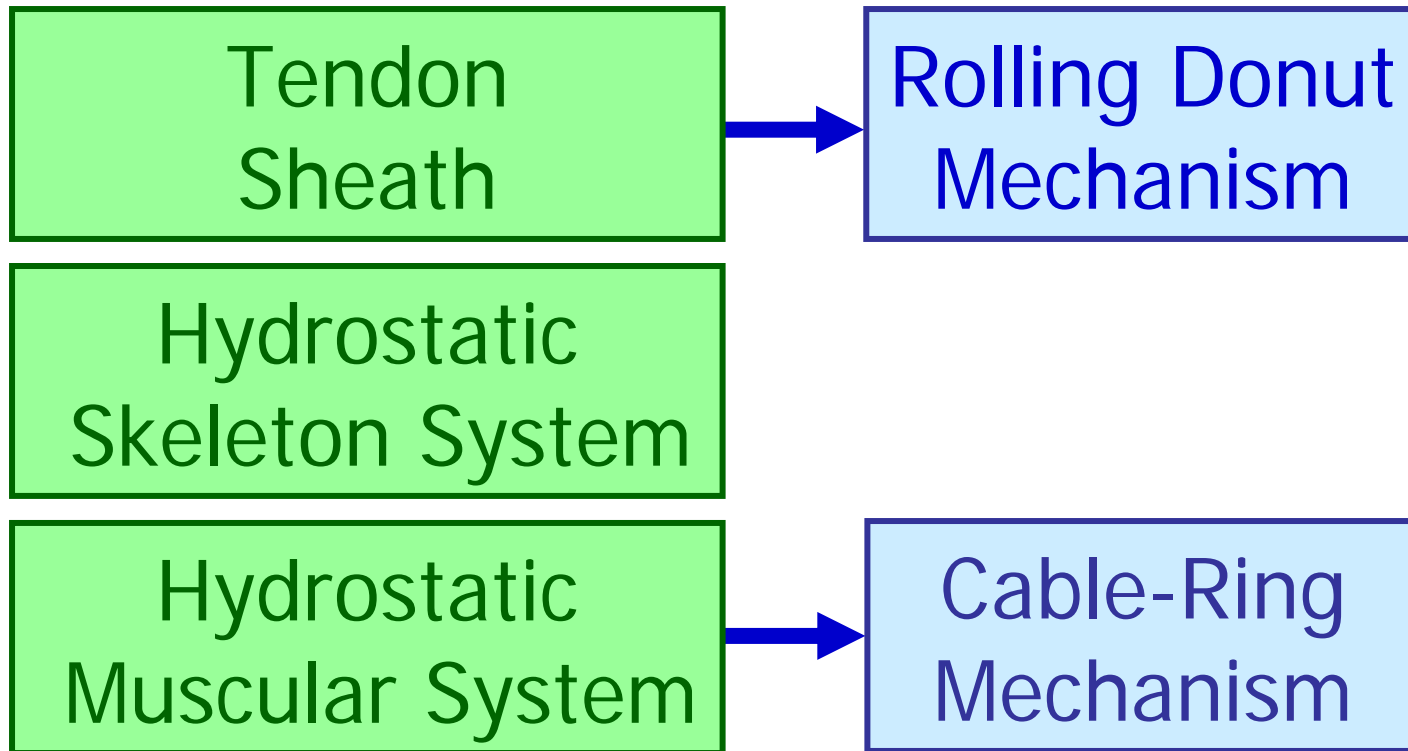 Tendon
Sheath
Rolling Donut
Mechanism
Hydrostatic
Skeleton System
Hydrostatic
Muscular System
Cable-Ring
Mechanism